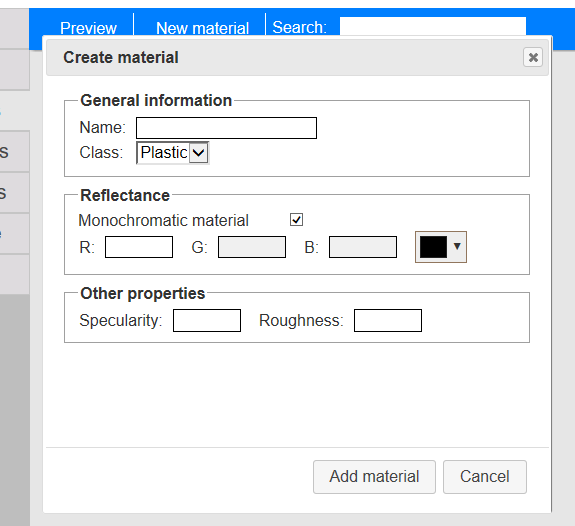 Preview New material Search:
Create material
General information
Name:
Class: Plastic
Reflectance
Monochromatic material
R: G: B:
Other properties
Specularity: Roughness:
Add material Cancel